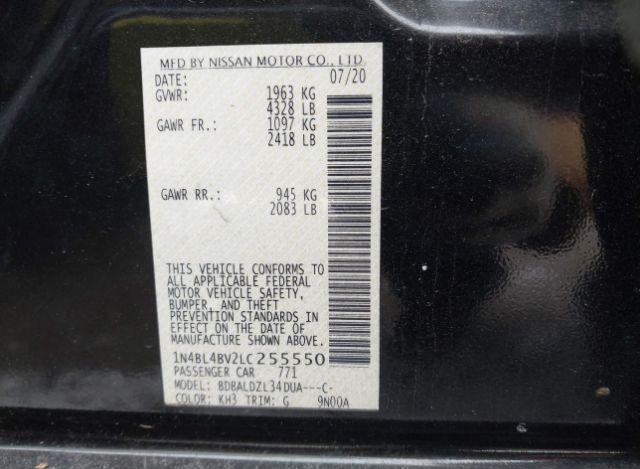 MFD BY NISSAN MOTOR CO., LTD.
DATE: 07/20
GVWR: 1963 KG
4328 LB
GAWR FR.: 1097 KG
2418 LB
GAWR RR.: 945 KG
2083 LB
THIS VEHICLE CONFORMS TO
ALL APPLICABLE FEDERAL
MOTOR VEHICLE SAFETY,
BUMPER, AND THEFT
PREVENTION STANDARDS IN
EFFECT ON THE DATE OF
MANUFACTURE SHOWN ABOVE.
1N4BL4BV2LC255550
PASSENGER CAR 771
MODEL: BDBALDZL34DUA---C-
COLOR: KH3 TRIM: G 9N00A